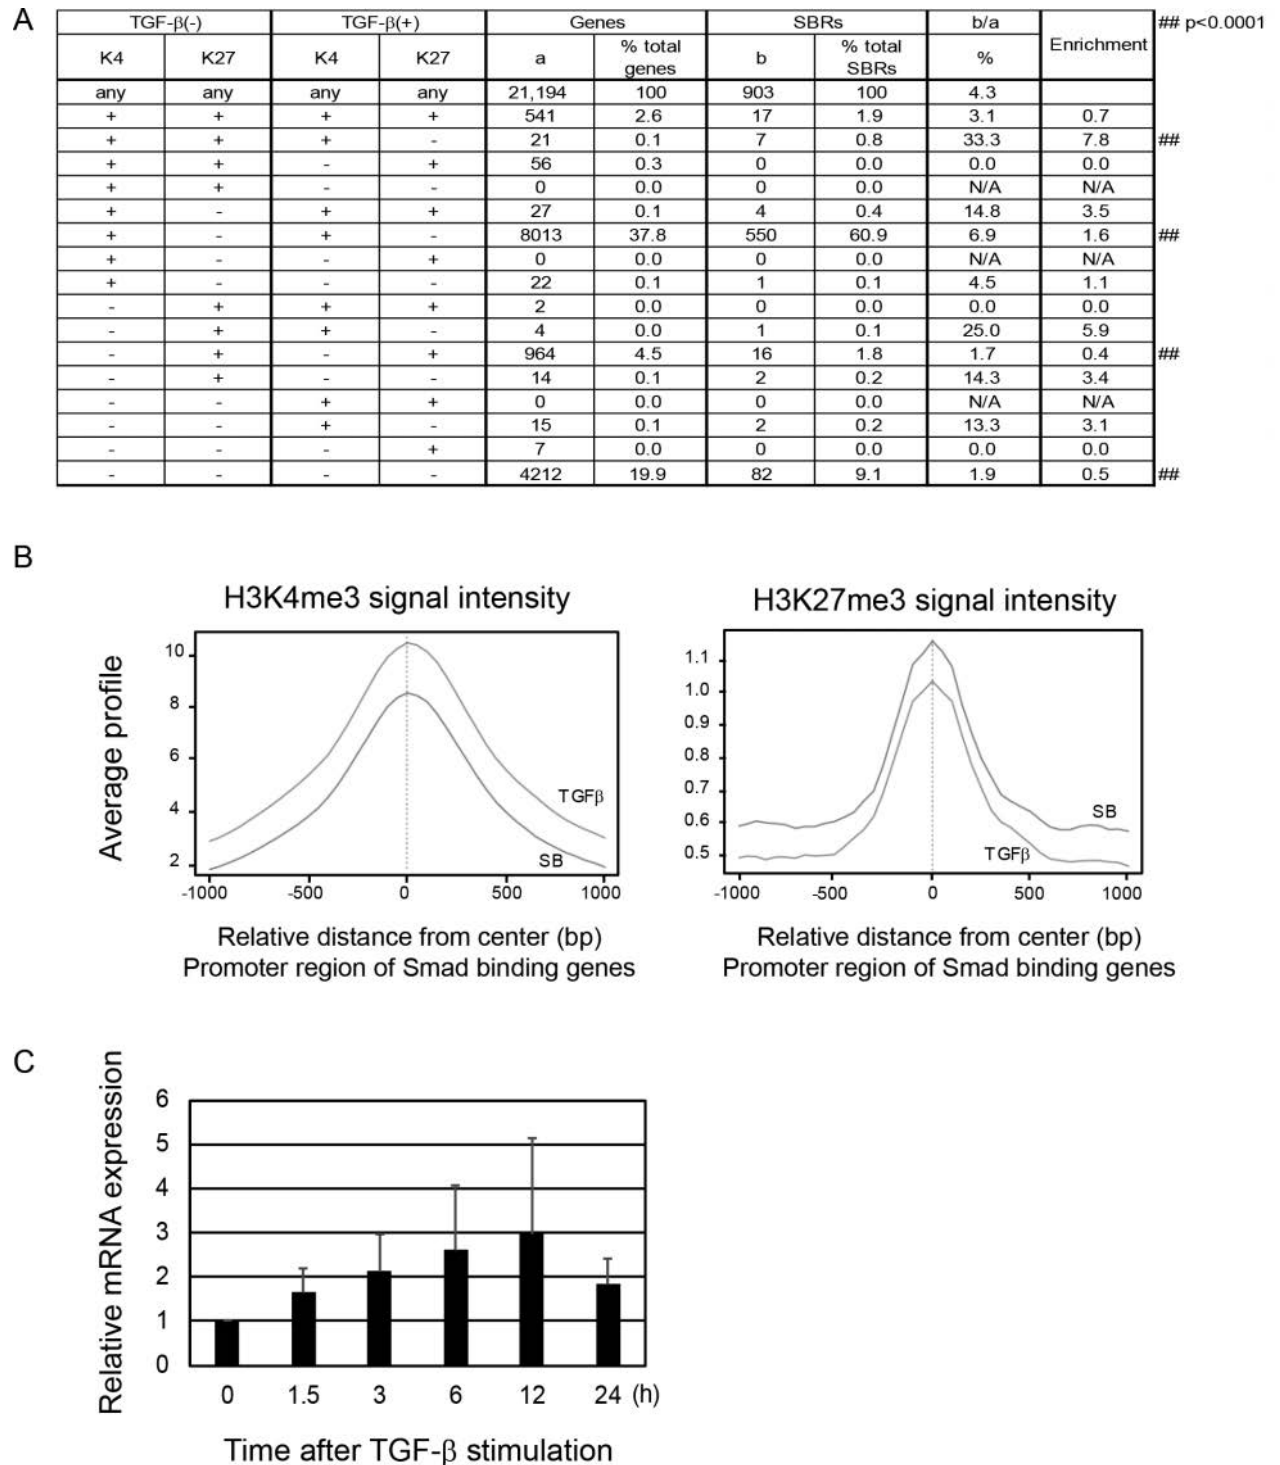 A
TGF-β(-) TGF-β(+) Genes SBRs b/a Enrichment ## p<0.0001
K4 K27 K4 K27 a % total genes b % total SBRs %
any any any any 21,194 100 903 100 4.3
+ + + + 541 2.6 17 1.9 3.1 0.7
+ + + - 21 0.1 7 0.8 33.3 7.8 ##
+ + - + 56 0.3 0 0.0 0.0 0.0
+ + - - 0 0.0 0 0.0 N/A N/A
+ - + + 27 0.1 4 0.4 14.8 3.5
+ - + - 8013 37.8 550 60.9 6.9 1.6 ##
+ - - + 0 0.0 0 0.0 N/A N/A
+ - - - 22 0.1 1 0.1 4.5 1.1
- + + + 2 0.0 0 0.0 0.0 0.0
- + + - 4 0.0 1 0.1 25.0 5.9
- + - + 964 4.5 16 1.8 1.7 0.4 ##
- + - - 14 0.1 2 0.2 14.3 3.4
- - + + 0 0.0 0 0.0 N/A N/A
- - + - 15 0.1 2 0.2 13.3 3.1
- - - + 7 0.0 0 0.0 0.0 0.0
- - - - 4212 19.9 82 9.1 1.9 0.5 ##
B
H3K4me3 signal intensity
Average profile
10
8
6
4
2
TGFβ
SB
-1000 -500 0 500 1000
Relative distance from center (bp)
Promoter region of Smad binding genes
H3K27me3 signal intensity
1.1
1.0
0.9
0.8
0.7
0.6
0.5
SB
TGFβ
-1000 -500 0 500 1000
Relative distance from center (bp)
Promoter region of Smad binding genes
C
Relative mRNA expression
6
5
4
3
2
1
0
0 1.5 3 6 12 24 (h)
Time after TGF-β stimulation